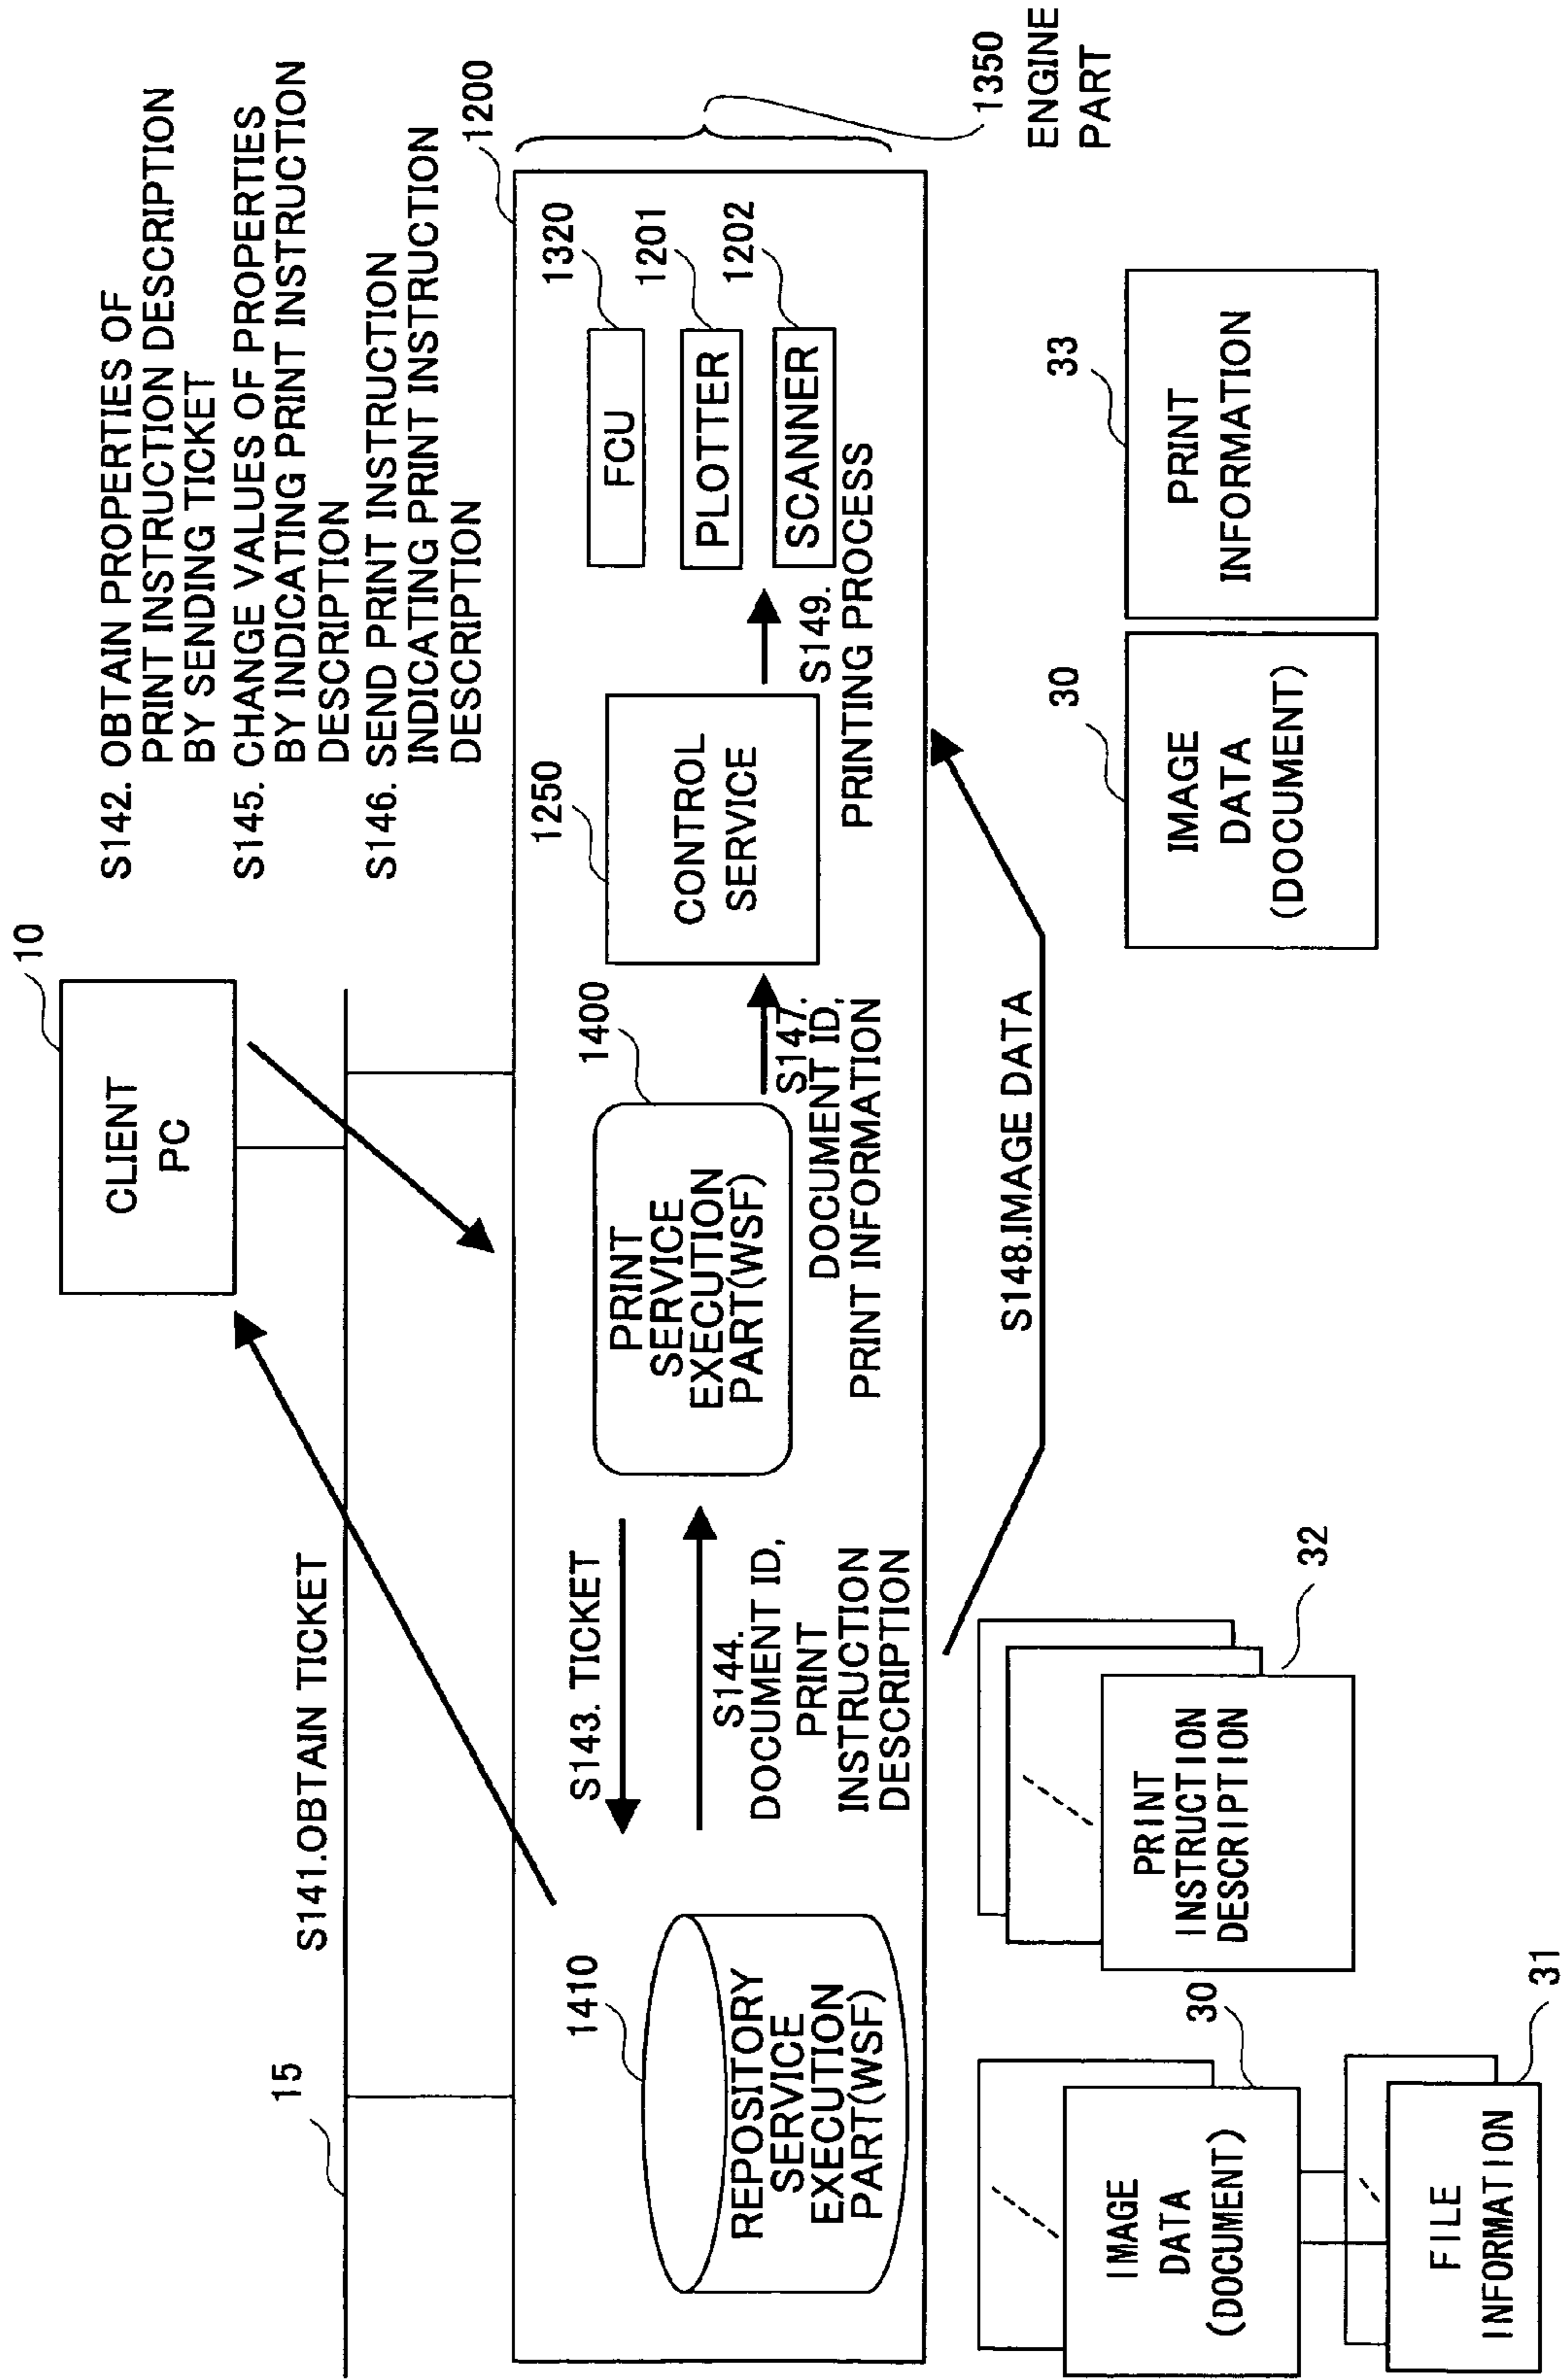 10
CLIENT
PC
S142. OBTAIN PROPERTIES OF
PRINT INSTRUCTION DESCRIPTION
BY SENDING TICKET
S145. CHANGE VALUES OF PROPERTIES
BY INDICATING PRINT INSTRUCTION
DESCRIPTION
S146. SEND PRINT INSTRUCTION
INDICATING PRINT INSTRUCTION
DESCRIPTION
15
S141.OBTAIN TICKET
1200
1410
REPOSITORY
SERVICE
EXECUTION
PART(WSF)
S143. TICKET
S144.
DOCUMENT ID,
PRINT
INSTRUCTION
DESCRIPTION
1400
PRINT
SERVICE
EXECUTION
PART(WSF)
S147.
DOCUMENT ID,
PRINT INFORMATION
1250
CONTROL
SERVICE
S149.
PRINTING PROCESS
1320
FCU
1201
PLOTTER
1202
SCANNER
1350
ENGINE
PART
S148.IMAGE DATA
30
IMAGE
DATA
(DOCUMENT)
31
FILE
INFORMATION
32
PRINT
INSTRUCTION
DESCRIPTION
30
IMAGE
DATA
(DOCUMENT)
33
PRINT
INFORMATION